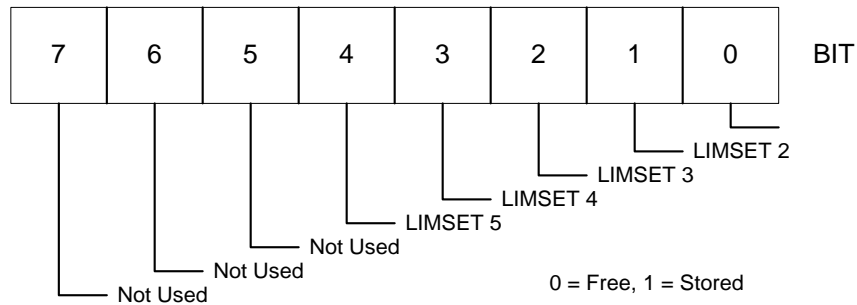 7 6 5 4 3 2 1 0 BIT
LIMSET 2
LIMSET 3
LIMSET 4
LIMSET 5
Not Used
Not Used
Not Used
0 = Free, 1 = Stored